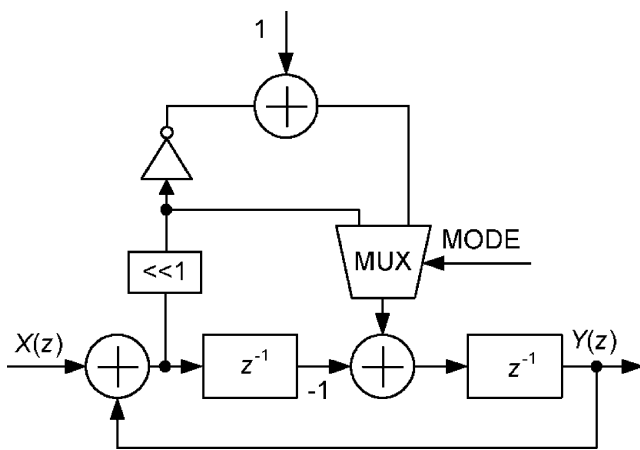 1
MODE
MUX
<<1
X(z)
z⁻¹
-1
z⁻¹
Y(z)